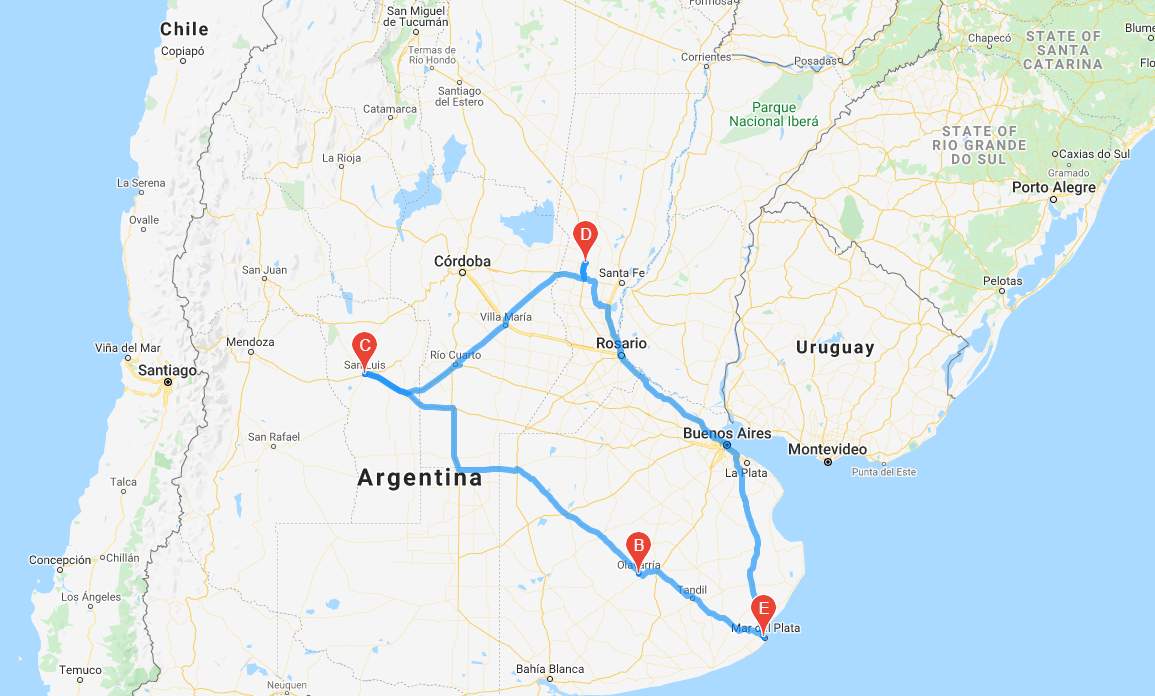 San Miguel
de Tucumán
Formosa
Chile
Copiapó
Termas de
Río Hondo
Corrientes
Posadas
Chapecó
STATE OF
SANTA
CATARINA
Blume
Flo
Santiago
del Estero
Catamarca
Parque
Nacional Iberá
La Rioja
STATE OF
RIO GRANDE
DO SUL
Caxias do Sul
Gramado
Porto Alegre
La Serena
Ovalle
D
Córdoba
San Juan
Santa Fe
Pelotas
Villa María
Viña del Mar
Mendoza
C
San Luis
Río Cuarto
Rosario
Uruguay
Santiago
San Rafael
Buenos Aires
Montevideo
La Plata
Punta del Este
Argentina
Talca
B
Concepción
Chillán
Olavarría
Los Ángeles
Tandil
E
Mar del Plata
Temuco
Bahía Blanca
Neuquen